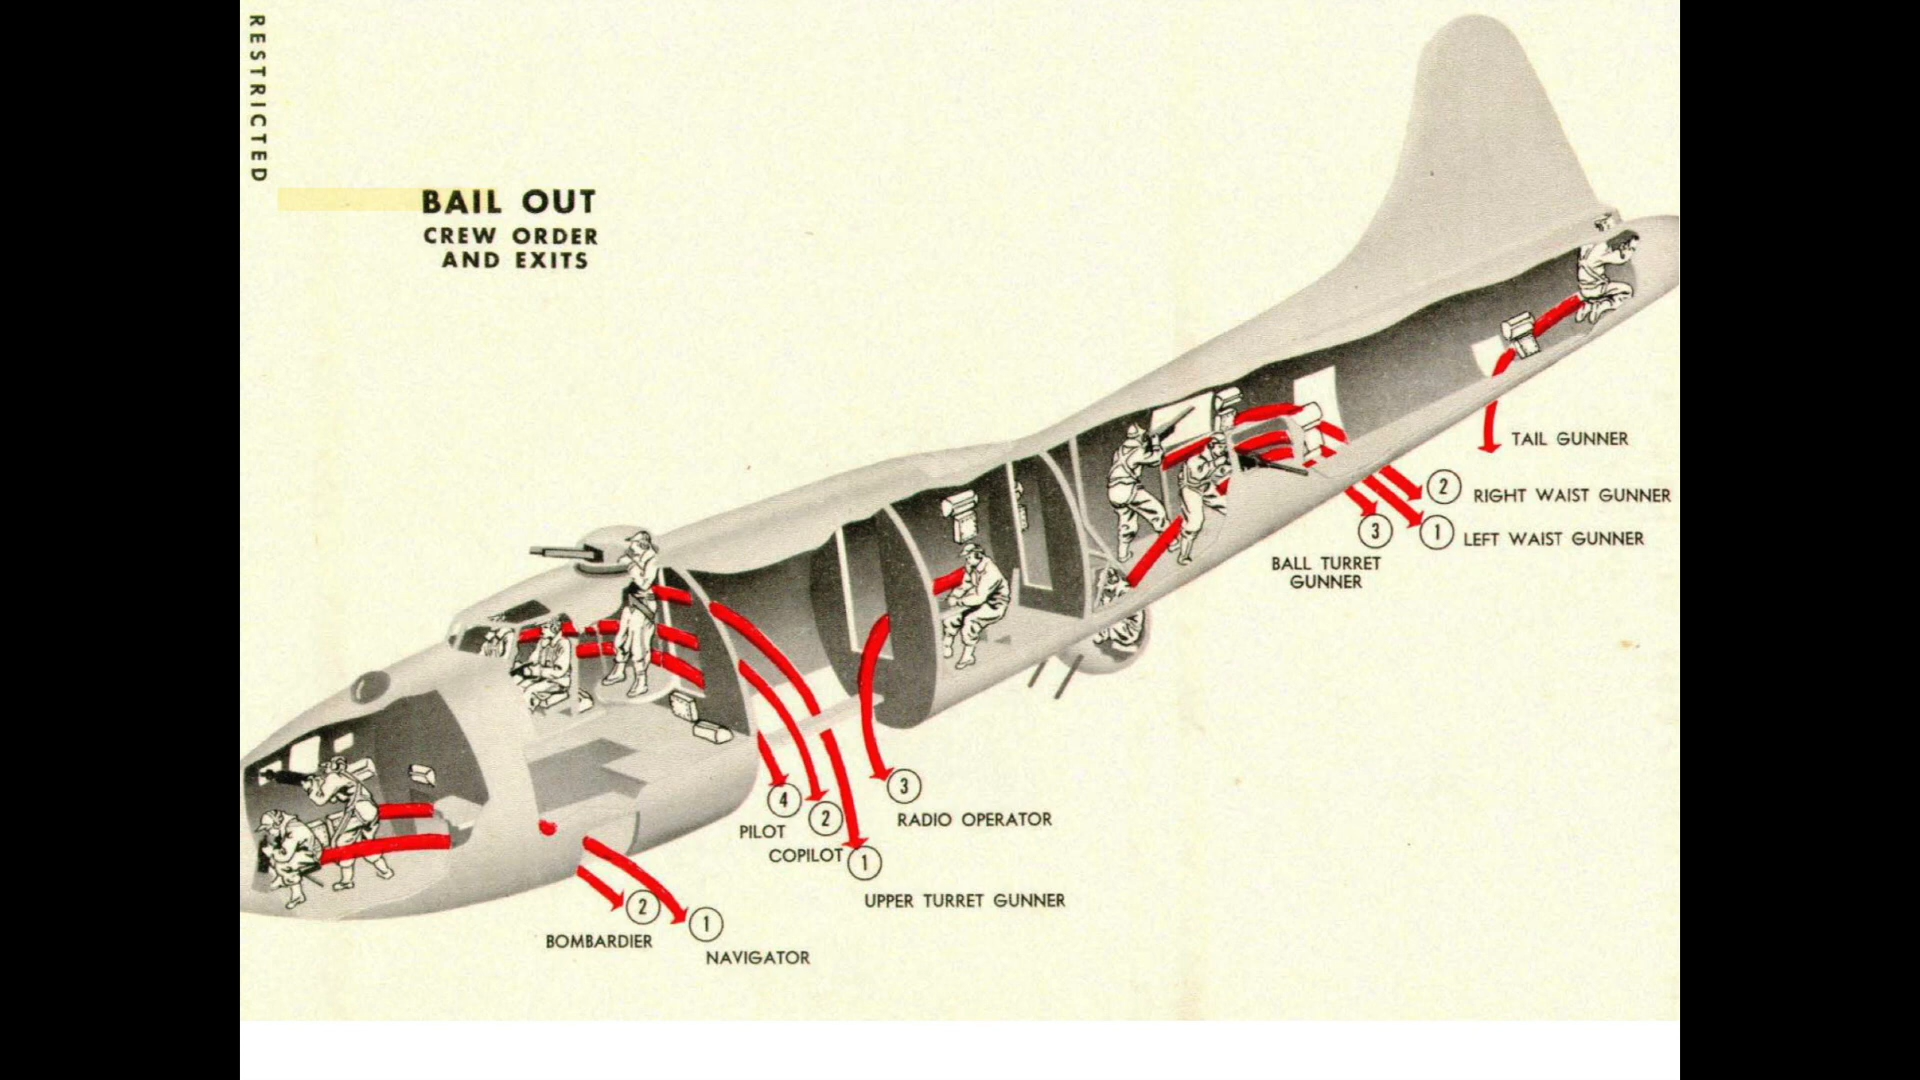 RESTRICTED
BAIL OUT
CREW ORDER
AND EXITS
TAIL GUNNER
2 RIGHT WAIST GUNNER
1 LEFT WAIST GUNNER
3
BALL TURRET
GUNNER
3
RADIO OPERATOR
4
PILOT
2
COPILOT
1
UPPER TURRET GUNNER
2
BOMBARDIER
1
NAVIGATOR